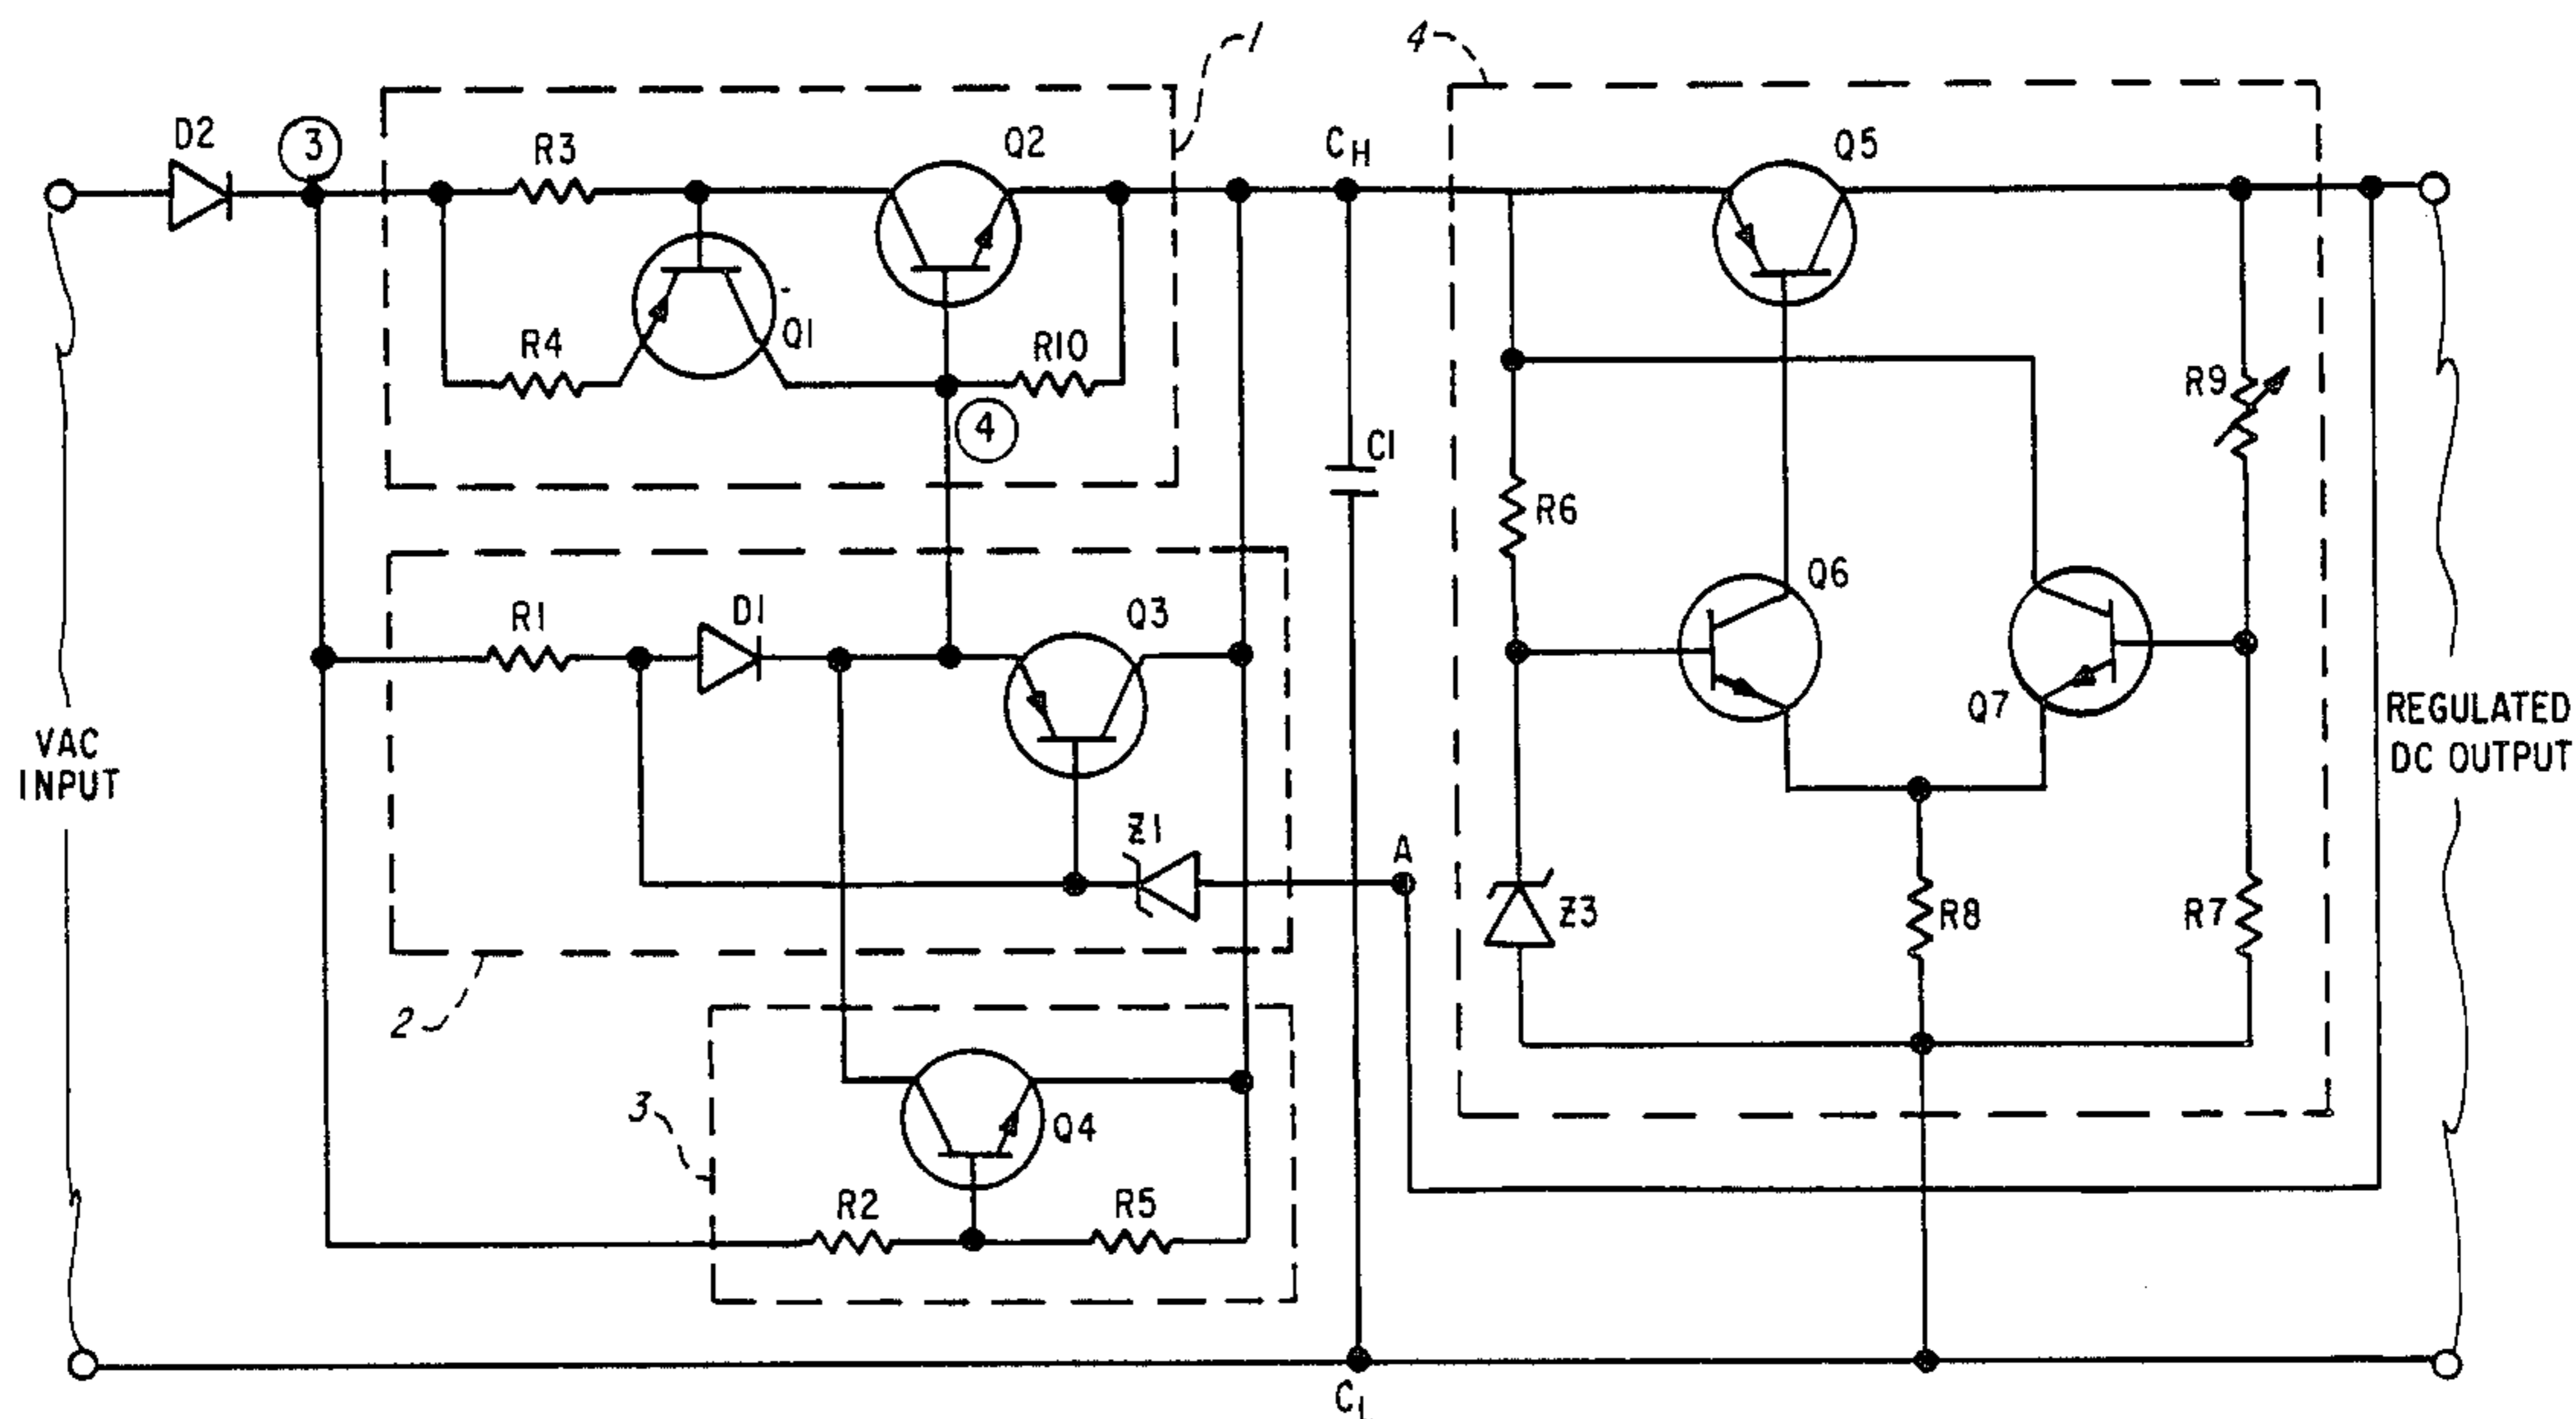 1
4
D2
3
R3
Q2
CH
Q5
R4
Q1
R10
4
C1
R9
R6
R1
D1
Q3
Q6
Q7
VAC
INPUT
REGULATED
DC OUTPUT
Z1
A
Z3
R8
R7
2
3
Q4
R2
R5
CL